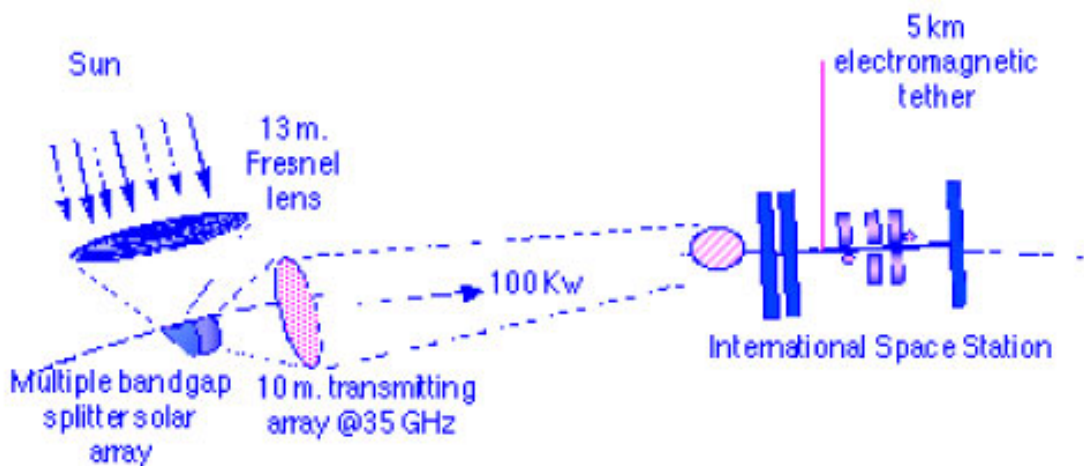 Sun
13 m.
Fresnel
lens
5 km
electromagnetic
tether
100 Kw
International Space Station
Multiple bandgap
splitter solar
array
10 m. transmitting
array @35 GHz